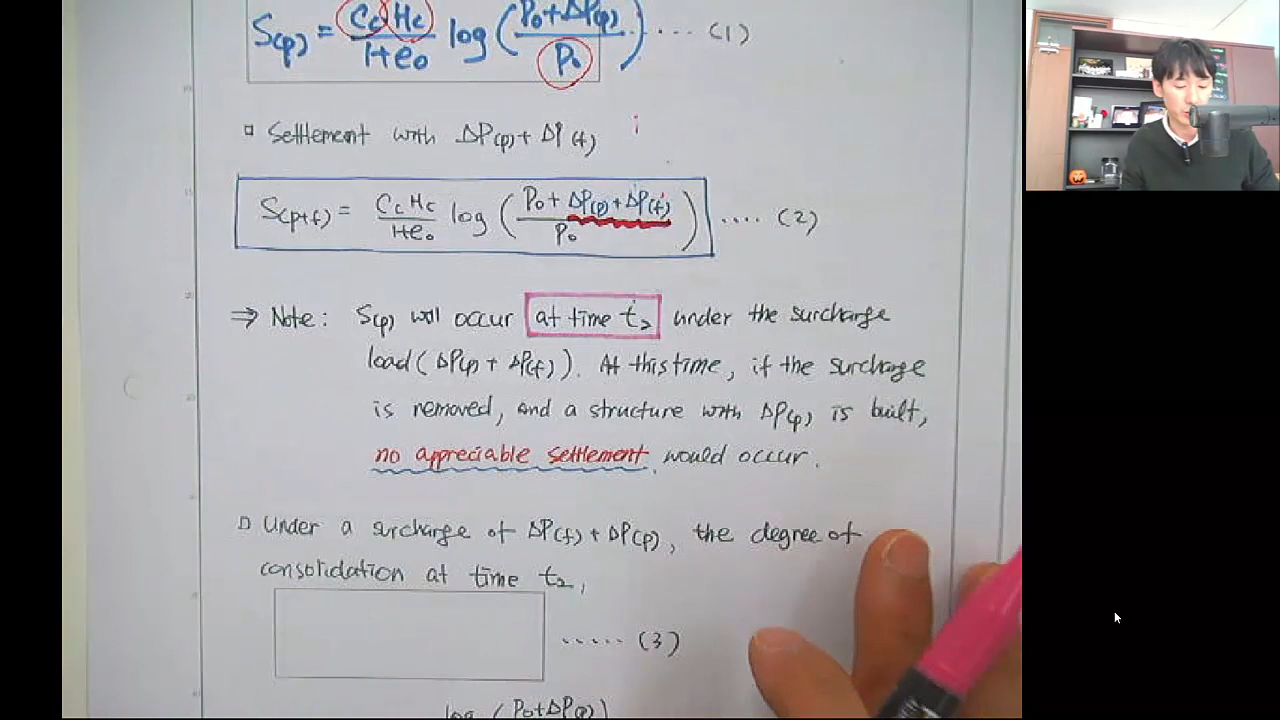 S(p) = CcHc/1+e₀ log (P₀+ΔP(p)/P₀) ... (1)
▫ Settlement with ΔP(p) + ΔP(f)
S(p+f) = CcHc/1+e₀ log (P₀ + ΔP(p) + ΔP(f)/P₀) .... (2)
⇒ Note: S(p) will occur at time t₂ under the surcharge
load (ΔP(p) + ΔP(f)). At this time, if the surcharge
is removed, and a structure with ΔP(p) is built,
no appreciable settlement would occur.
▫ Under a surcharge of ΔP(f) + ΔP(p), the degree of
consolidation at time t₂,
..... (3)
log (P₀+ΔP(p))